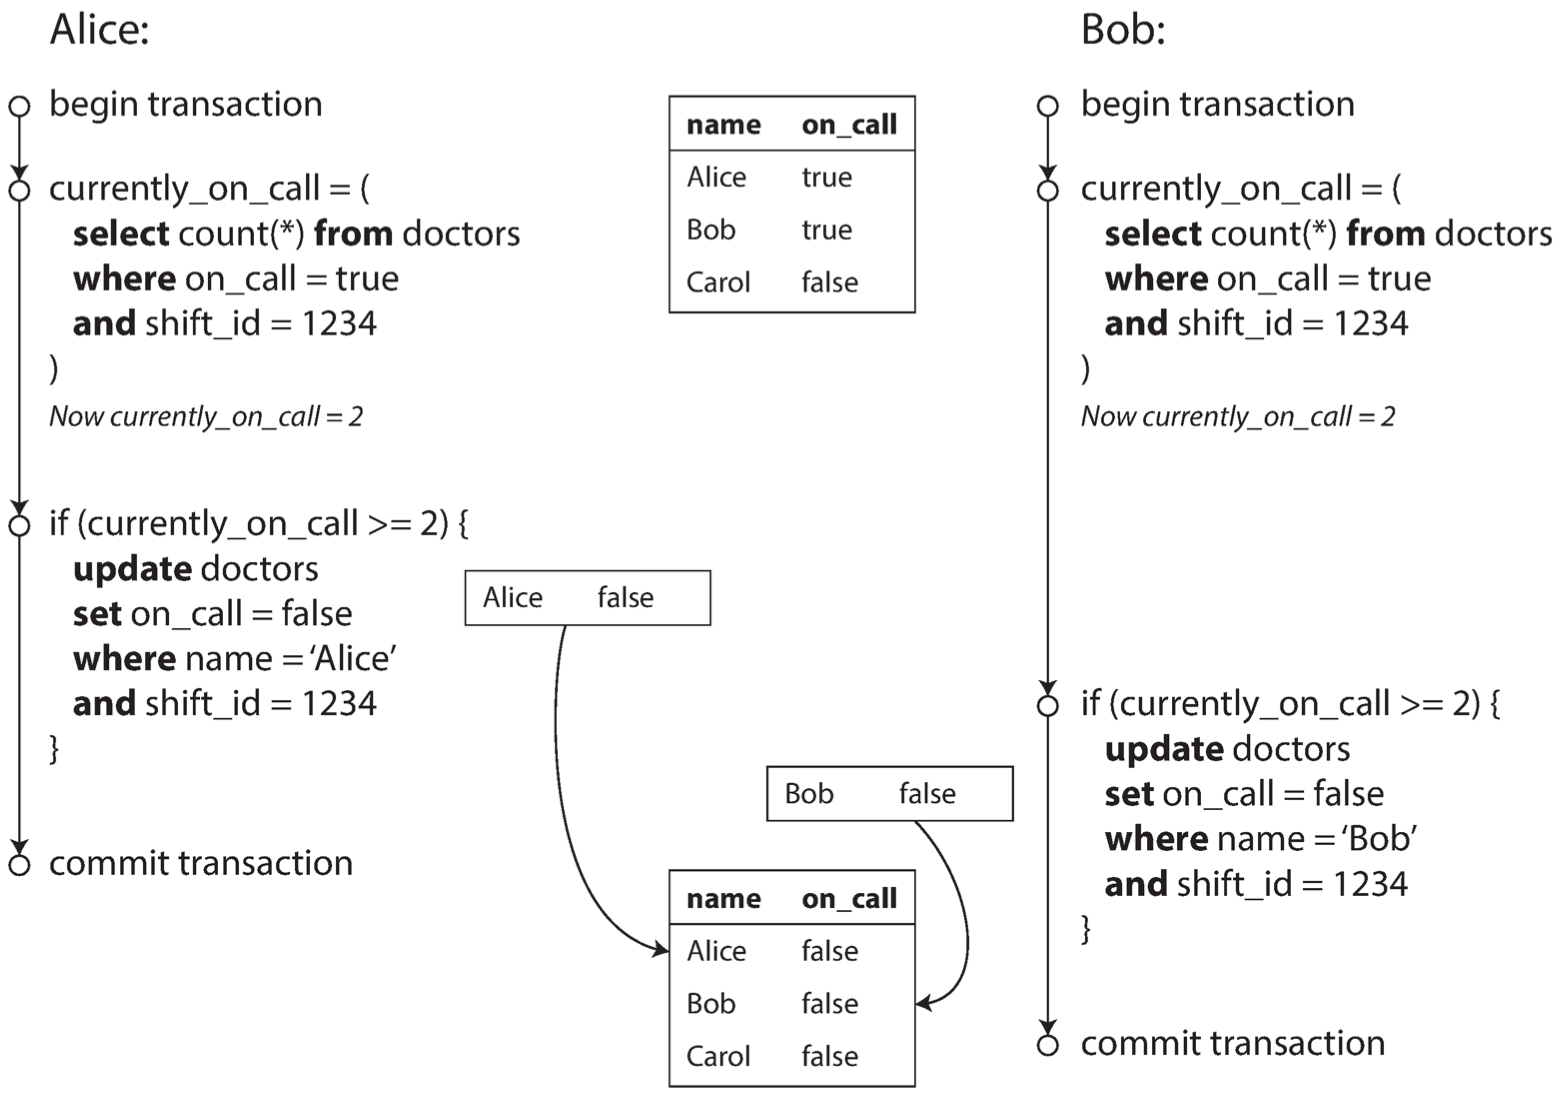 Alice:
begin transaction
currently_on_call = (
select count(*) from doctors
where on_call = true
and shift_id = 1234
)
Now currently_on_call = 2
if (currently_on_call >= 2) {
update doctors
set on_call = false
where name = ‘Alice’
and shift_id = 1234
}
commit transaction
name on_call
Alice true
Bob true
Carol false
Alice false
Bob false
name on_call
Alice false
Bob false
Carol false
Bob:
begin transaction
currently_on_call = (
select count(*) from doctors
where on_call = true
and shift_id = 1234
)
Now currently_on_call = 2
if (currently_on_call >= 2) {
update doctors
set on_call = false
where name = ‘Bob’
and shift_id = 1234
}
commit transaction